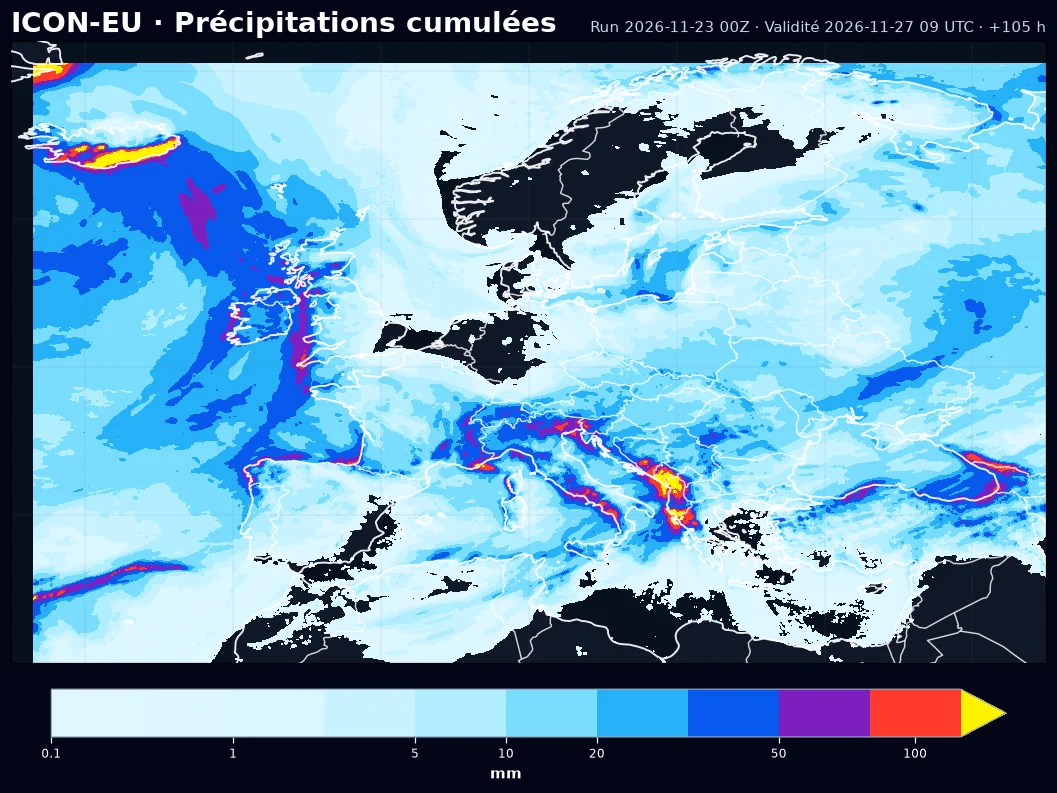 ICON-EU · Précipitations cumulées
Run 2026-11-23 00Z · Validité 2026-11-27 09 UTC · +105 h
0.1 1 5 10 20 50 100
mm